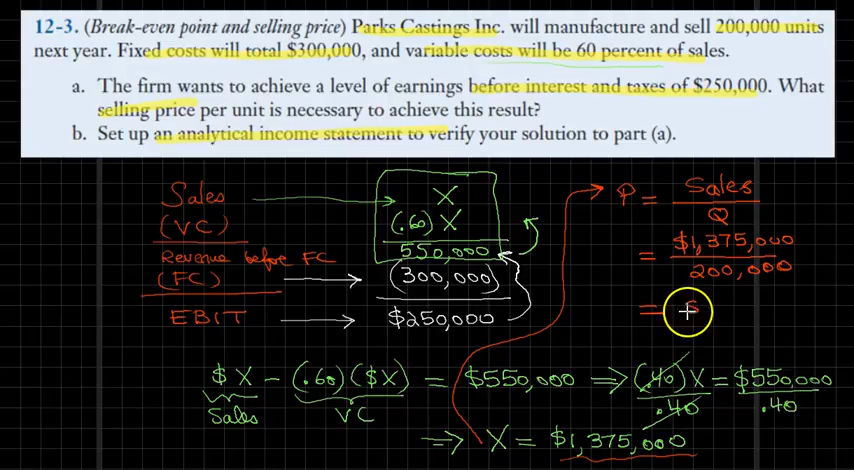 12-3. (Break-even point and selling price) Parks Castings Inc. will manufacture and sell 200,000 units
next year. Fixed costs will total $300,000, and variable costs will be 60 percent of sales.
a. The firm wants to achieve a level of earnings before interest and taxes of $250,000. What
selling price per unit is necessary to achieve this result?
b. Set up an analytical income statement to verify your solution to part (a).
Sales X
(VC) (.60) X
Revenue before FC 550,000
(FC) (300,000)
EBIT $250,000
P = Sales / Q
= $1,375,000 / 200,000
= $
$X - (.60) ($X) = $550,000 ⇒ (.40) X / .40 = $550,000 / .40
Sales VC
⇒ X = $1,375,000